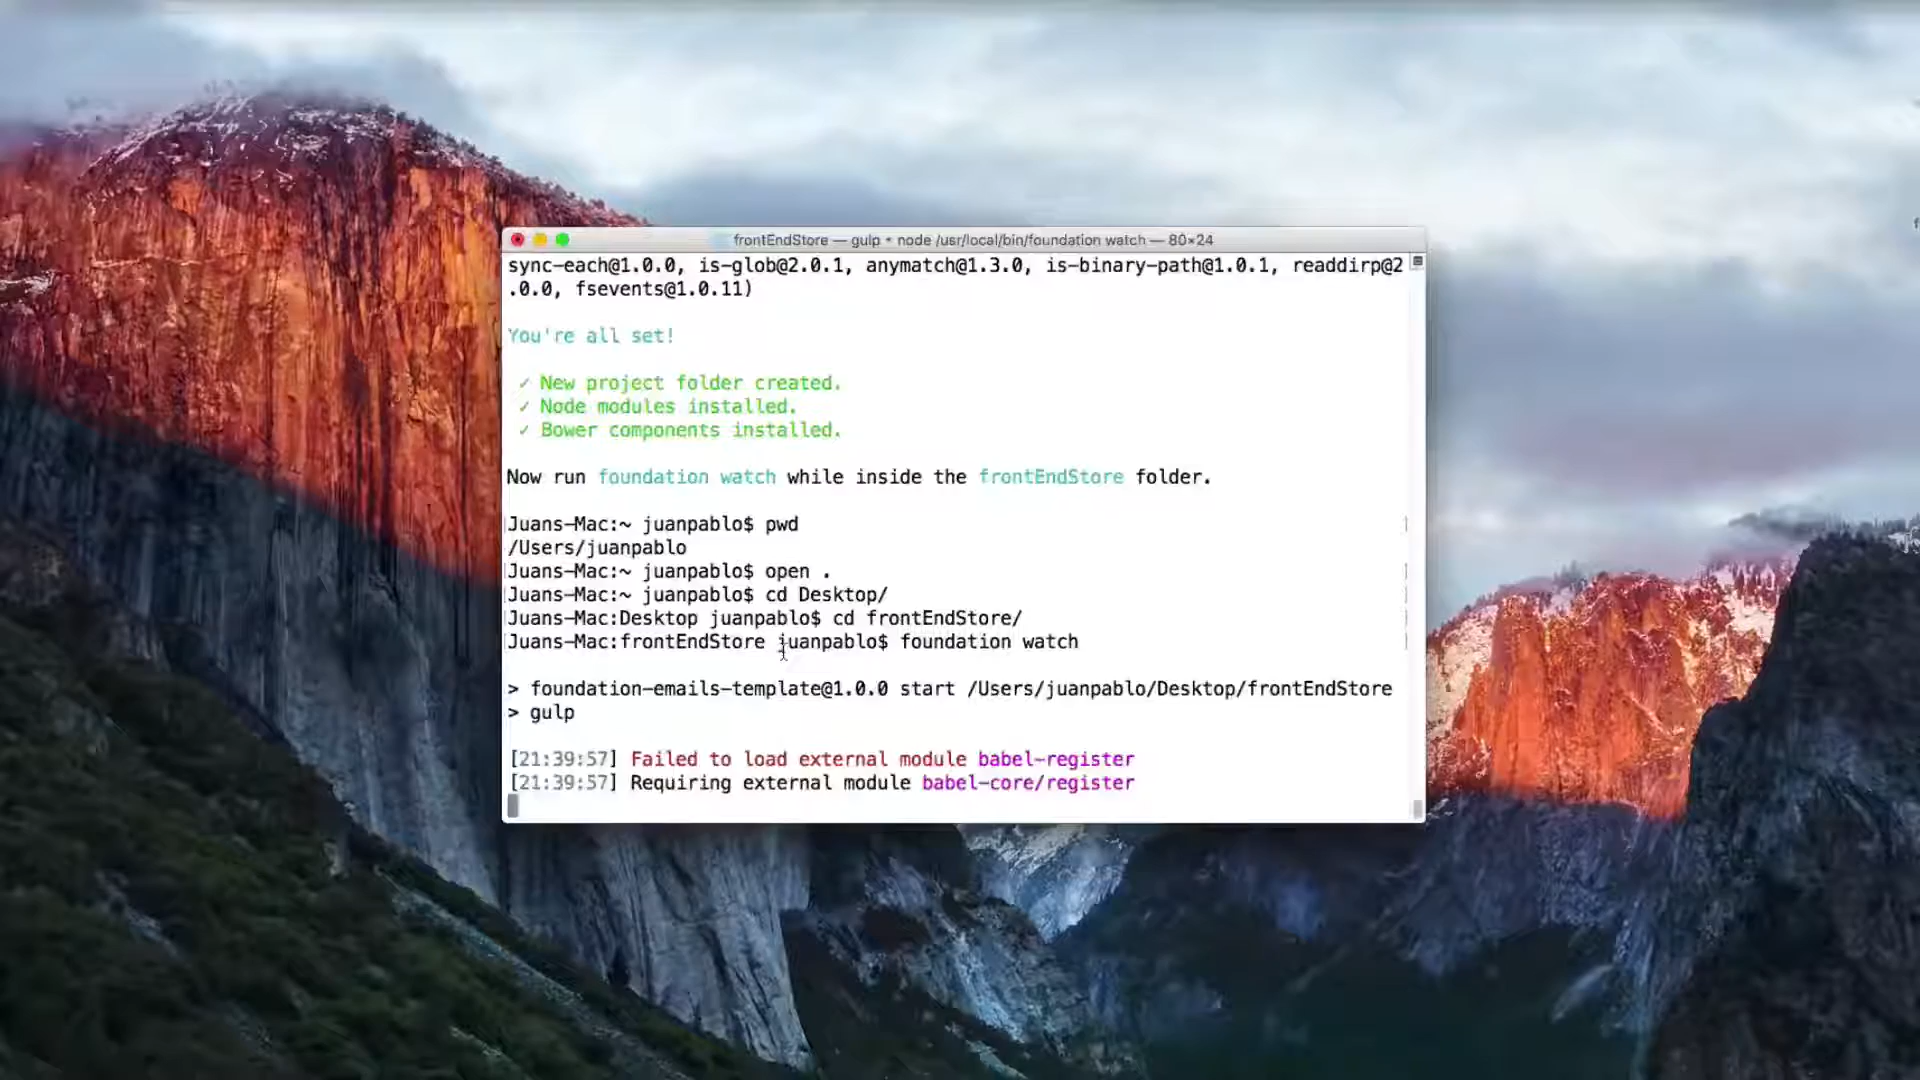 frontEndStore — gulp • node /usr/local/bin/foundation watch — 80×24
sync-each@1.0.0, is-glob@2.0.1, anymatch@1.3.0, is-binary-path@1.0.1, readdirp@2
.0.0, fsevents@1.0.11)
You're all set!
✓ New project folder created.
✓ Node modules installed.
✓ Bower components installed.
Now run foundation watch while inside the frontEndStore folder.
Juans-Mac:~ juanpablo$ pwd
/Users/juanpablo
Juans-Mac:~ juanpablo$ open .
Juans-Mac:~ juanpablo$ cd Desktop/
Juans-Mac:Desktop juanpablo$ cd frontEndStore/
Juans-Mac:frontEndStore juanpablo$ foundation watch
> foundation-emails-template@1.0.0 start /Users/juanpablo/Desktop/frontEndStore
> gulp
[21:39:57] Failed to load external module babel-register
[21:39:57] Requiring external module babel-core/register